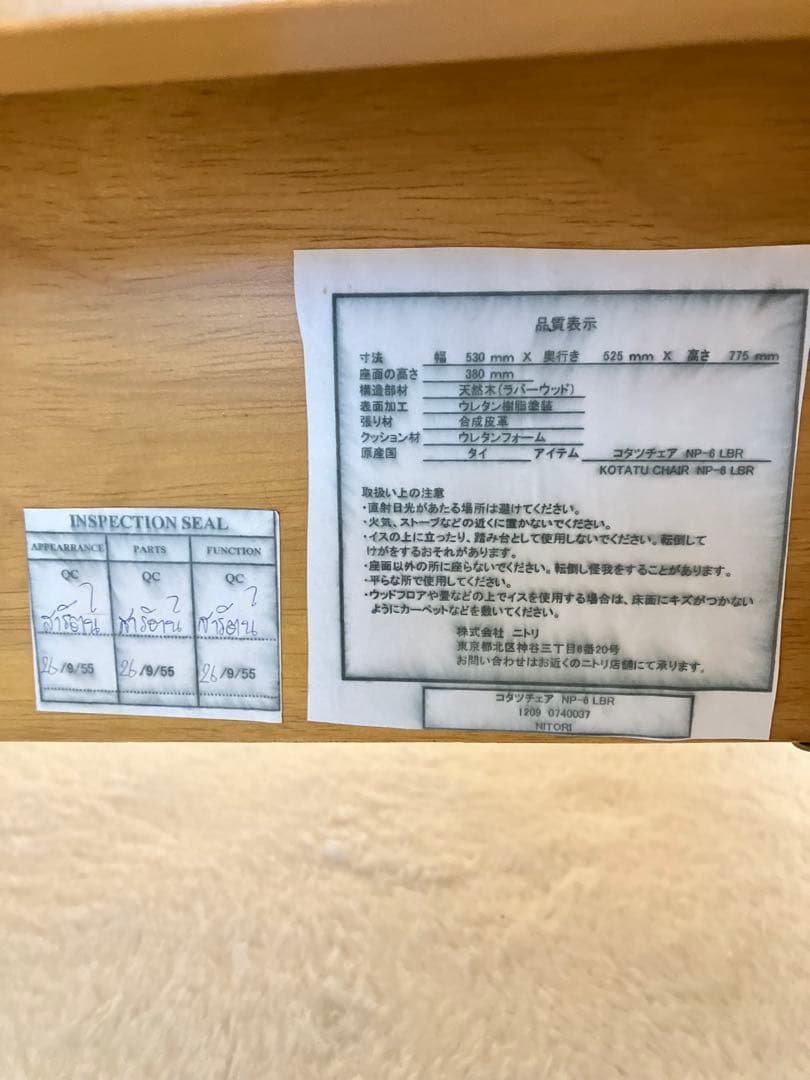 品質表示
寸法 幅 530 mm X 奥行き 525 mm X 高さ 775 mm
座面の高さ 380 mm
構造部材 天然木(ラバーウッド)
表面加工 ウレタン樹脂塗装
張り材 合成皮革
クッション材 ウレタンフォーム
原産国 タイ アイテム コタツチェア NP-6 LBR
KOTATU CHAIR NP-6 LBR
取扱い上の注意
・直射日光があたる場所は避けてください。
・火気、ストーブなどの近くに置かないでください。
・イスの上に立ったり、踏み台として使用しないでください。転倒して
けがをするおそれがあります。
・座面以外の所に座らないでください。転倒し怪我をすることがあります。
・平らな所で使用してください。
・ウッドフロアや畳などの上でイスを使用する場合は、床面にキズがつかない
ようにカーペットなどを敷いてください。
株式会社 ニトリ
東京都北区神谷三丁目6番20号
お問い合わせはお近くのニトリ店舗にて承ります。
コタツチェア NP-6 LBR
1209 0740037
NITORI
INSPECTION SEAL
APPEARRANCE PARTS FUNCTION
QC QC QC
26/9/55 26/9/55 26/9/55